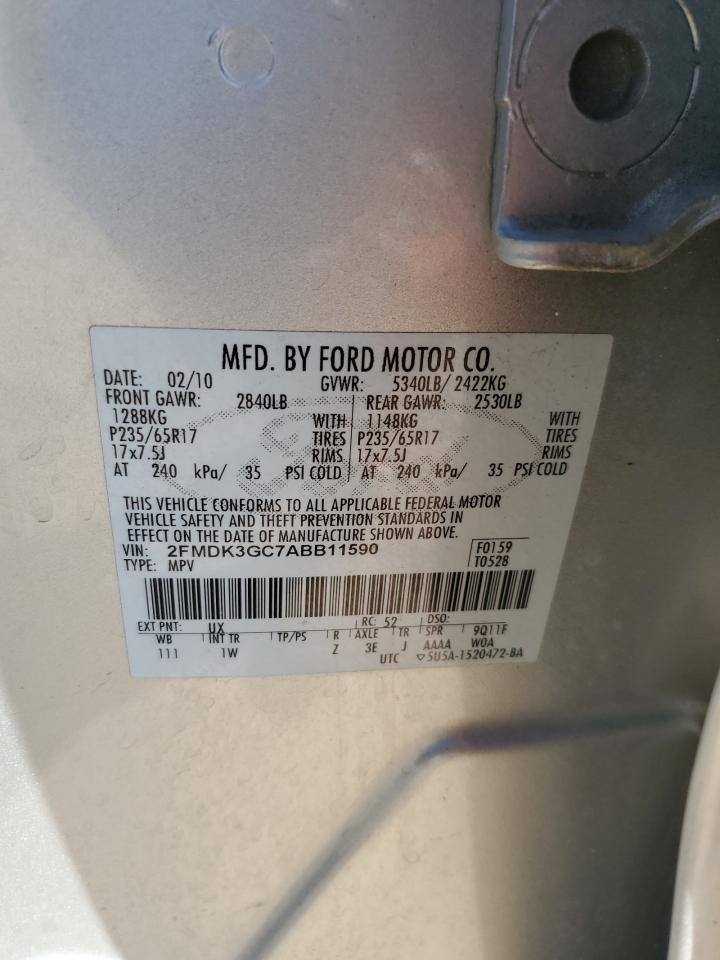 MFD. BY FORD MOTOR CO.
DATE: 02/10 GVWR: 5340LB/ 2422KG
FRONT GAWR: 2840LB REAR GAWR: 2530LB
1288KG WITH 1148KG WITH
P235/65R17 TIRES P235/65R17 TIRES
17x7.5J RIMS 17x7.5J RIMS
AT 240 kPa/ 35 PSI COLD AT 240 kPa/ 35 PSI COLD
THIS VEHICLE CONFORMS TO ALL APPLICABLE FEDERAL MOTOR
VEHICLE SAFETY AND THEFT PREVENTION STANDARDS IN
EFFECT ON THE DATE OF MANUFACTURE SHOWN ABOVE.
VIN: 2FMDK3GC7ABB11590 F0159
TYPE: MPV T0528
EXT PNT: UX RC: 52 DSO:
WB INT TR TP/PS R AXLE TR SPR 9Q11F
111 1W Z 3E J AAAA W0A
UTC ▽5U5A-1520472-BA